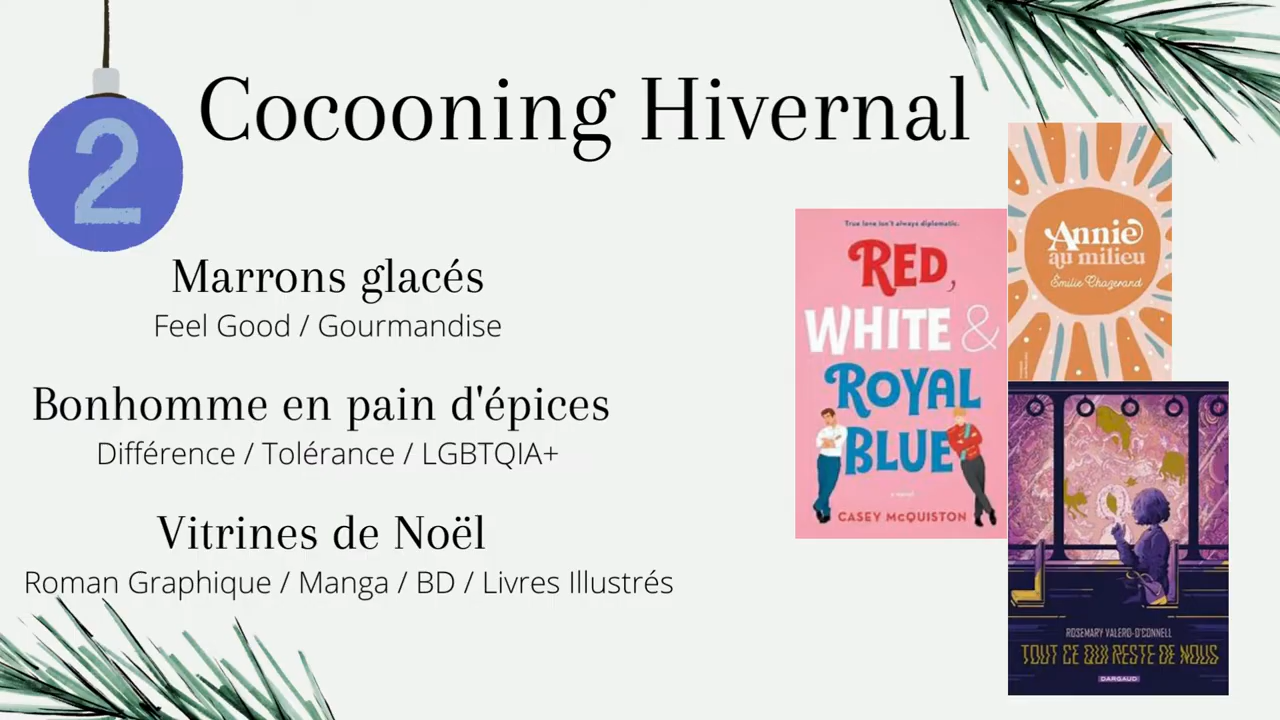 2
Cocooning Hivernal
Marrons glacés
Feel Good / Gourmandise
Bonhomme en pain d'épices
Différence / Tolérance / LGBTQIA+
Vitrines de Noël
Roman Graphique / Manga / BD / Livres Illustrés
True love isn't always diplomatic.
RED,
WHITE &
ROYAL
BLUE
a novel
CASEY McQUISTON
Annie
au milieu
Émilie Chazerand
ROSEMARY VALERO-O'CONNELL
TOUT CE QUI RESTE DE NOUS
DARGAUD